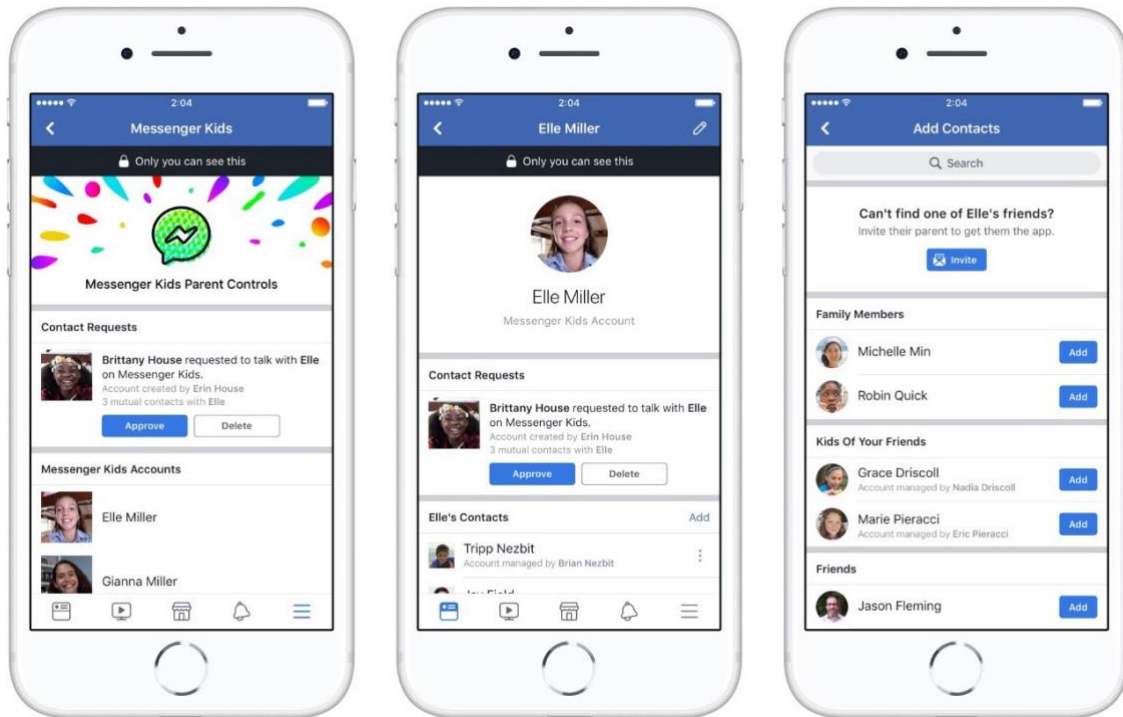 2:04
Messenger Kids
Only you can see this
Messenger Kids Parent Controls
Contact Requests
Brittany House requested to talk with Elle
on Messenger Kids.
Account created by Erin House
3 mutual contacts with Elle
Approve
Delete
Messenger Kids Accounts
Elle Miller
Gianna Miller
2:04
Elle Miller
Only you can see this
Elle Miller
Messenger Kids Account
Contact Requests
Brittany House requested to talk with Elle
on Messenger Kids.
Account created by Erin House
3 mutual contacts with Elle
Approve
Delete
Elle's Contacts
Add
Tripp Nezbit
Account managed by Brian Nezbit
2:04
Add Contacts
Search
Can't find one of Elle's friends?
Invite their parent to get them the app.
Invite
Family Members
Michelle Min
Add
Robin Quick
Add
Kids Of Your Friends
Grace Driscoll
Account managed by Nadia Driscoll
Add
Marie Pieracci
Account managed by Eric Pieracci
Add
Friends
Jason Fleming
Add